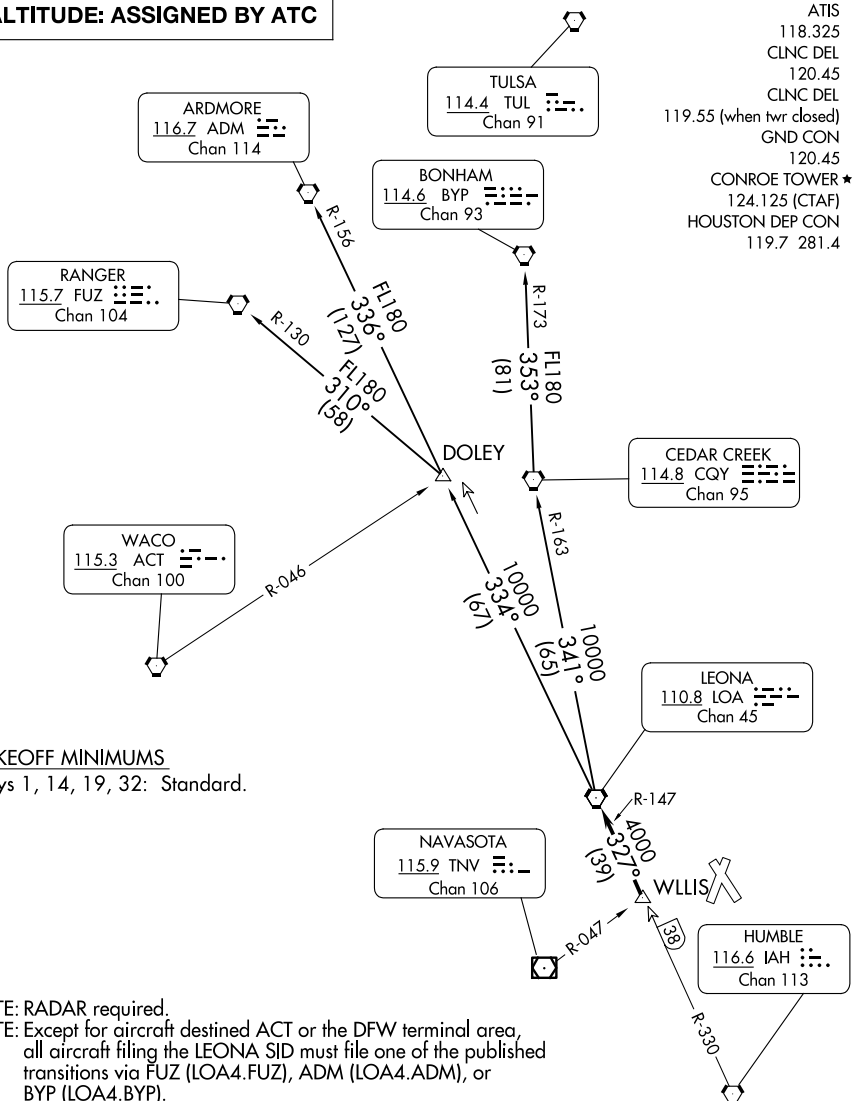 ALTITUDE: ASSIGNED BY ATC
ATIS
118.325
CLNC DEL
120.45
CLNC DEL
119.55 (when twr closed)
GND CON
120.45
CONROE TOWER ★
124.125 (CTAF)
HOUSTON DEP CON
119.7 281.4
TULSA
114.4 TUL
Chan 91
ARDMORE
116.7 ADM
Chan 114
BONHAM
114.6 BYP
Chan 93
RANGER
115.7 FUZ
Chan 104
R-156
R-130
R-173
FL180
336°
(127)
FL180
310°
(58)
FL180
353°
(81)
DOLEY
CEDAR CREEK
114.8 CQY
Chan 95
WACO
115.3 ACT
Chan 100
R-046
R-163
10000
334°
(67)
10000
341°
(65)
LEONA
110.8 LOA
Chan 45
KEOFF MINIMUMS
ys 1, 14, 19, 32: Standard.
R-147
4000
327°
(39)
NAVASOTA
115.9 TNV
Chan 106
WLLIS
R-047
38
HUMBLE
116.6 IAH
Chan 113
R-330
TE: RADAR required.
TE: Except for aircraft destined ACT or the DFW terminal area,
all aircraft filing the LEONA SID must file one of the published
transitions via FUZ (LOA4.FUZ), ADM (LOA4.ADM), or
BYP (LOA4.BYP).